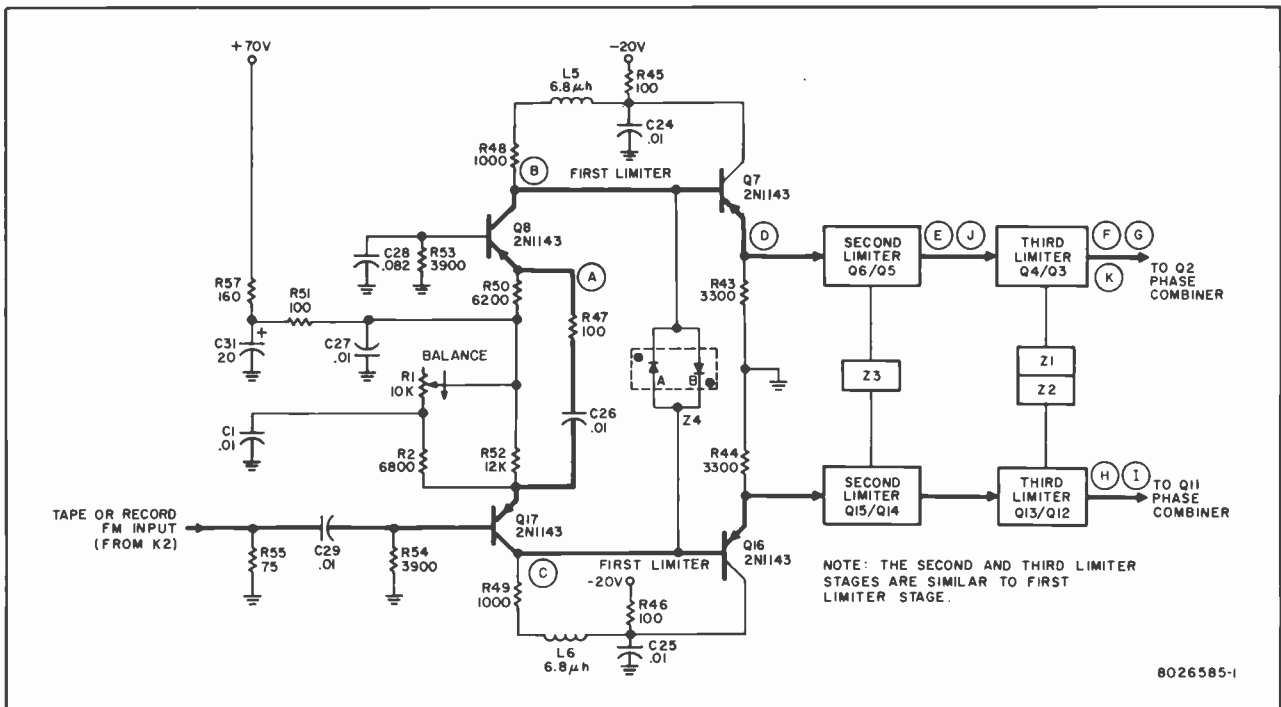 +70V
-20V
L5
6.8µh
R45
100
C24
.01
R48
1000
B
FIRST LIMITER
Q7
2N1143
Q8
2N1143
D
SECOND
LIMITER
Q6/Q5
E J
THIRD
LIMITER
Q4/Q3
F G
K
TO Q2
PHASE
COMBINER
C28
.082
R53
3900
A
R50
6200
R43
3300
R57
160
R51
100
R47
100
C31
20
+
C27
.01
BALANCE
R1
10K
A B
Z4
Z3
Z1
Z2
C1
.01
R2
6800
R52
12K
C26
.01
R44
3300
SECOND
LIMITER
Q15/Q14
THIRD
LIMITER
Q13/Q12
H I
TO Q11
PHASE
COMBINER
TAPE OR RECORD
FM INPUT
(FROM K2)
R55
75
C29
.01
R54
3900
Q17
2N1143
C
FIRST LIMITER
Q16
2N1143
-20V
R49
1000
R46
100
L6
6.8µh
C25
.01
NOTE: THE SECOND AND THIRD LIMITER
STAGES ARE SIMILAR TO FIRST
LIMITER STAGE.
8026585-1